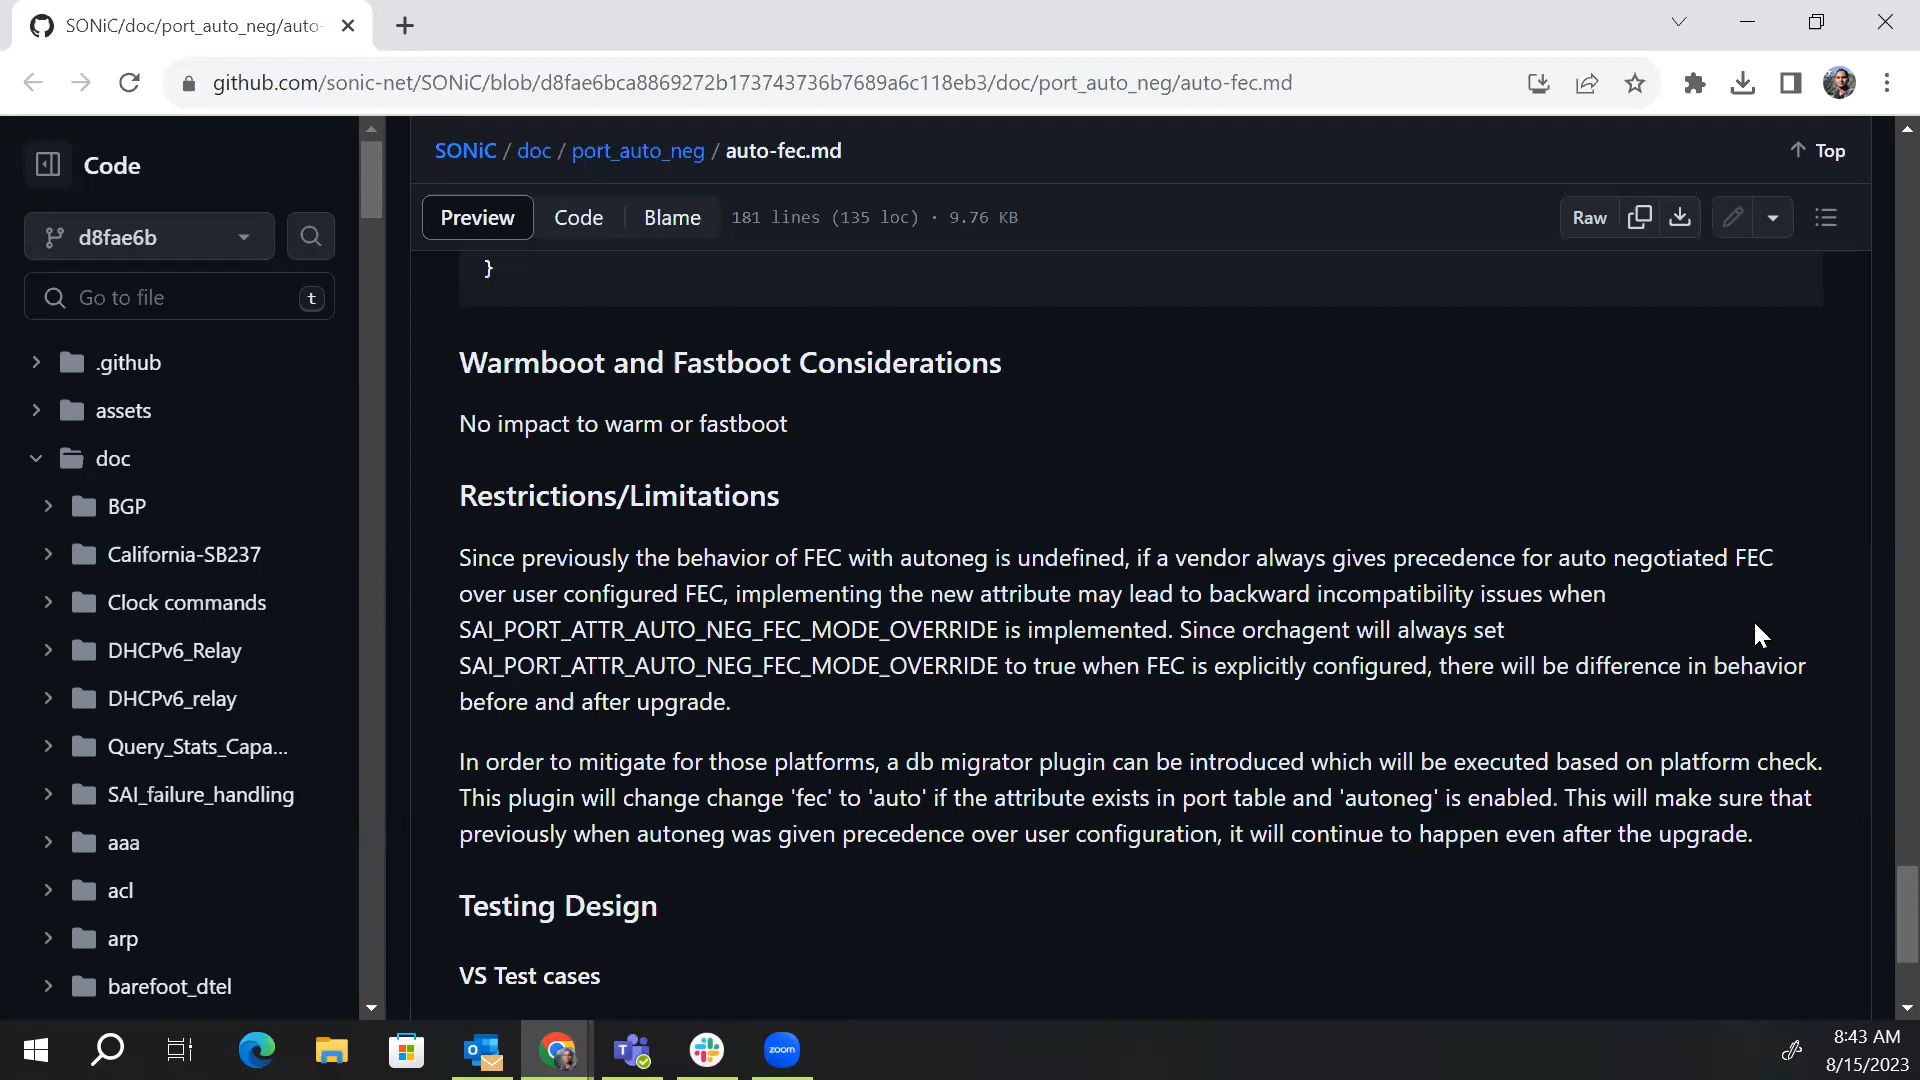 SONiC/doc/port_auto_neg/auto-
github.com/sonic-net/SONiC/blob/d8fae6bca8869272b173743736b7689a6c118eb3/doc/port_auto_neg/auto-fec.md
Code
d8fae6b
Go to file
t
.github
assets
doc
BGP
California-SB237
Clock commands
DHCPv6_Relay
DHCPv6_relay
Query_Stats_Capa...
SAI_failure_handling
aaa
acl
arp
barefoot_dtel
SONiC / doc / port_auto_neg / auto-fec.md
Top
Preview Code Blame 181 lines (135 loc) · 9.76 KB
Raw
}
Warmboot and Fastboot Considerations
No impact to warm or fastboot
Restrictions/Limitations
Since previously the behavior of FEC with autoneg is undefined, if a vendor always gives precedence for auto negotiated FEC
over user configured FEC, implementing the new attribute may lead to backward incompatibility issues when
SAI_PORT_ATTR_AUTO_NEG_FEC_MODE_OVERRIDE is implemented. Since orchagent will always set
SAI_PORT_ATTR_AUTO_NEG_FEC_MODE_OVERRIDE to true when FEC is explicitly configured, there will be difference in behavior
before and after upgrade.
In order to mitigate for those platforms, a db migrator plugin can be introduced which will be executed based on platform check.
This plugin will change change 'fec' to 'auto' if the attribute exists in port table and 'autoneg' is enabled. This will make sure that
previously when autoneg was given precedence over user configuration, it will continue to happen even after the upgrade.
Testing Design
VS Test cases
zoom
8:43 AM
8/15/2023